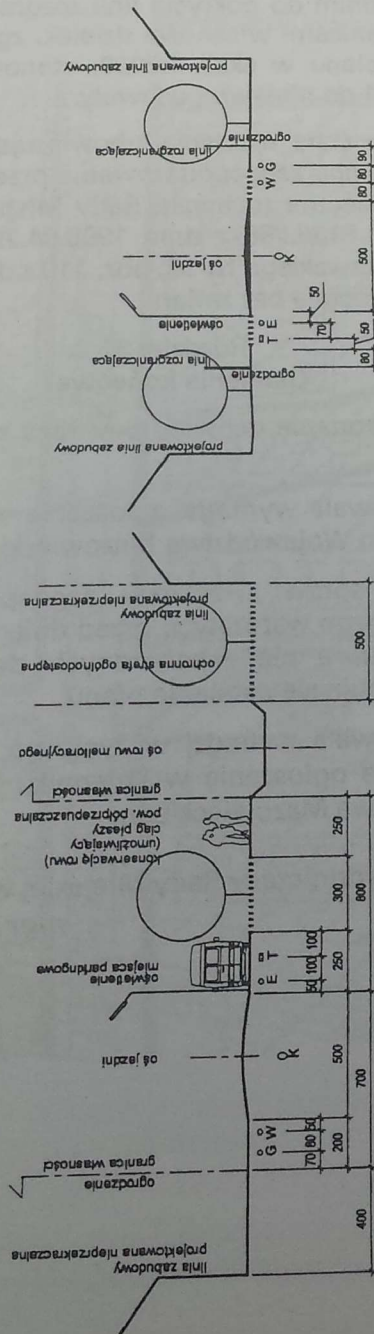 projektowana nieprzekraczalna
linia zabudowy
ogrodzenie
granica własności
oś jezdni
oświetlenie
miejsca parkingowe
ciąg pieszy
(umożliwiający
konserwację rowu)
pow. półprzepuszczalna
granica własności
oś rowu melioracyjnego
ochronna strefa ogólnodostępna
projektowana nieprzekraczalna
linia zabudowy
G W
K
E T
70 80 50
50 100 100
200 500 250 300 250
400 700 800 500
projektowana linia zabudowy
ogrodzenie
linia rozgraniczająca
oświetlenie
oś jezdni
linia rozgraniczająca
ogrodzenie
projektowana linia zabudowy
T E
K
W G
80 50 70 50 500 80 80 90